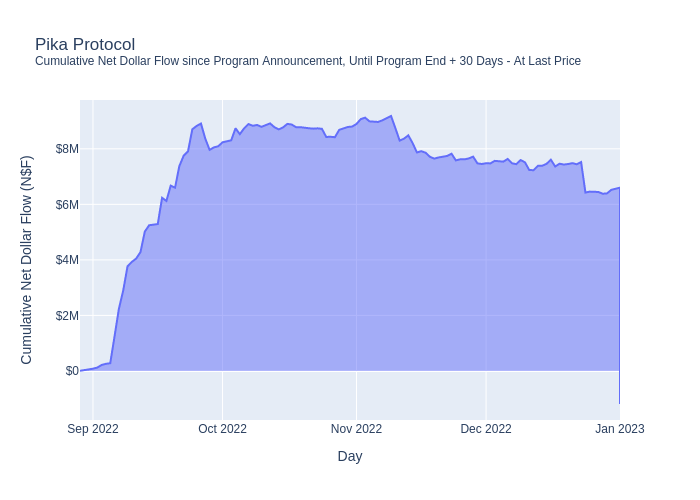 Pika Protocol
Cumulative Net Dollar Flow since Program Announcement, Until Program End + 30 Days - At Last Price
Cumulative Net Dollar Flow (N$F)
$8M
$6M
$4M
$2M
$0
Sep 2022
Oct 2022
Nov 2022
Dec 2022
Jan 2023
Day